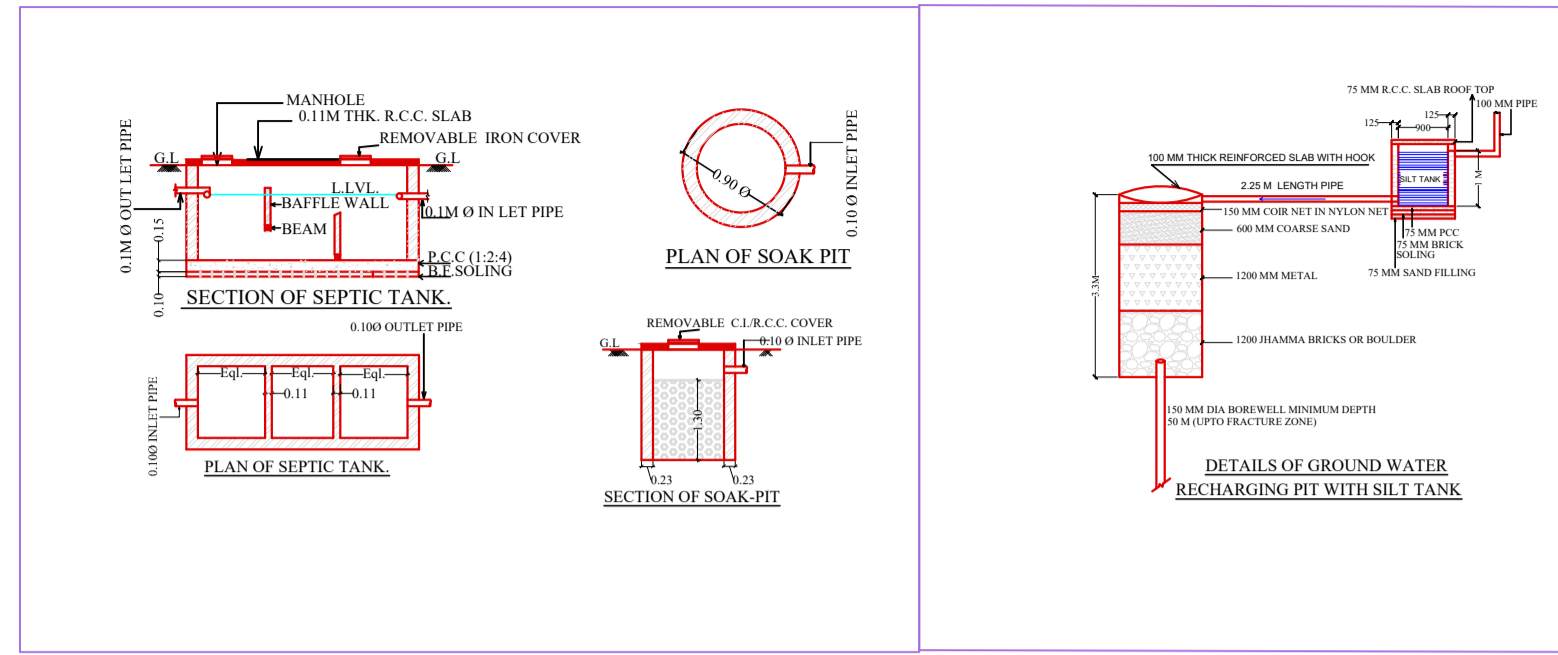 MANHOLE
0.11M THK. R.C.C. SLAB
REMOVABLE IRON COVER
G.L
G.L
0.1M Ø OUT LET PIPE
L.LVL.
BAFFLE WALL
0.1M Ø IN LET PIPE
BEAM
0.15
P.C.C (1:2:4)
B.F.SOLING
0.10
SECTION OF SEPTIC TANK.
0.10Ø OUTLET PIPE
0.10Ø INLET PIPE
Eql.
Eql.
Eql.
0.11
0.11
PLAN OF SEPTIC TANK.
0.90 Ø
0.10 Ø INLET PIPE
PLAN OF SOAK PIT
REMOVABLE C.I./R.C.C. COVER
G.L
0.10 Ø INLET PIPE
1.30
0.23
0.23
SECTION OF SOAK-PIT
75 MM R.C.C. SLAB ROOF TOP
100 MM PIPE
125
125
900
100 MM THICK REINFORCED SLAB WITH HOOK
2.25 M LENGTH PIPE
SILT TANK
1 M
150 MM COIR NET IN NYLON NET
600 MM COARSE SAND
75 MM PCC
75 MM BRICK
SOLING
75 MM SAND FILLING
1200 MM METAL
3.3M
1200 JHAMMA BRICKS OR BOULDER
150 MM DIA BOREWELL MINIMUM DEPTH
50 M (UPTO FRACTURE ZONE)
DETAILS OF GROUND WATER
RECHARGING PIT WITH SILT TANK